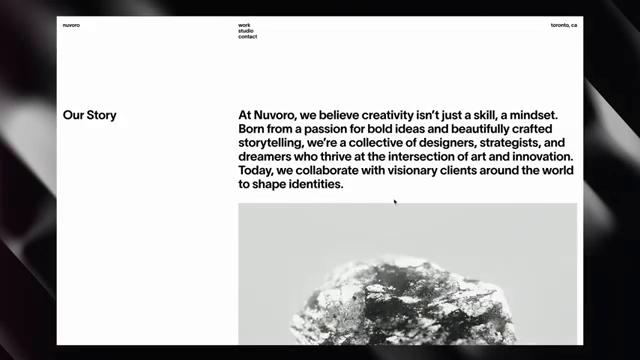 nuvoro
work
studio
contact
toronto, ca
Our Story
At Nuvoro, we believe creativity isn't just a skill, a mindset.
Born from a passion for bold ideas and beautifully crafted
storytelling, we're a collective of designers, strategists, and
dreamers who thrive at the intersection of art and innovation.
Today, we collaborate with visionary clients around the world
to shape identities.